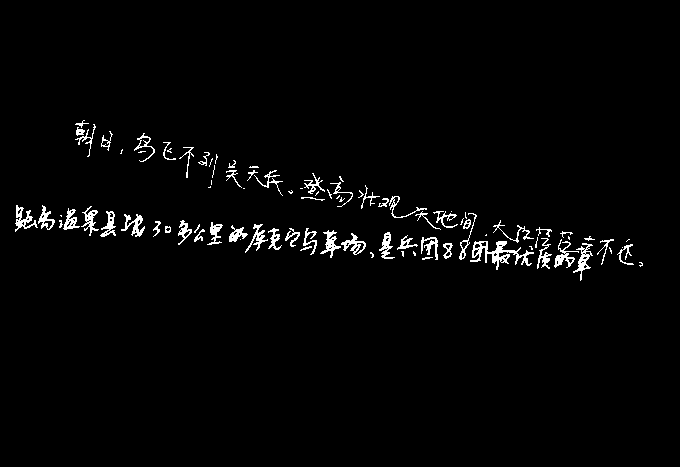 朝日，鸟飞不到吴天长。登高壮观天地间，大江茫茫去不还。
距离温泉县城30多公里的库克它乌草场，是兵团88团最优质的草